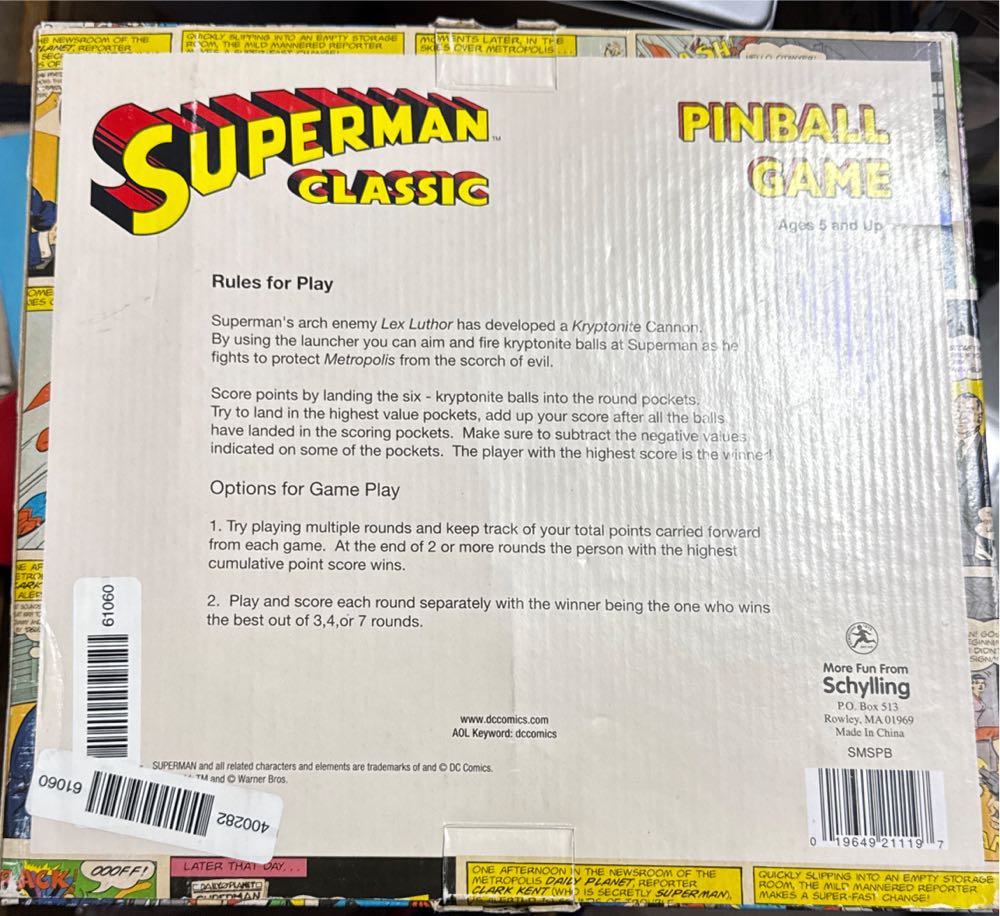 E NEWSROOM OF THE
PLANET, REPORTER
QUICKLY SLIPPING INTO AN EMPTY STORAGE
ROOM, THE MILD MANNERED REPORTER
MOMENTS LATER, IN THE
SKIES OVER METROPOLIS...
SUPERMAN™
CLASSIC
PINBALL
GAME
Ages 5 and Up
Rules for Play
Superman's arch enemy Lex Luthor has developed a Kryptonite Cannon.
By using the launcher you can aim and fire kryptonite balls at Superman as he
fights to protect Metropolis from the scorch of evil.
Score points by landing the six - kryptonite balls into the round pockets.
Try to land in the highest value pockets, add up your score after all the balls
have landed in the scoring pockets. Make sure to subtract the negative values
indicated on some of the pockets. The player with the highest score is the winner!
Options for Game Play
1. Try playing multiple rounds and keep track of your total points carried forward
from each game. At the end of 2 or more rounds the person with the highest
cumulative point score wins.
2. Play and score each round separately with the winner being the one who wins
the best out of 3,4,or 7 rounds.
61060
More Fun From
Schylling
P.O. Box 513
Rowley, MA 01969
Made In China
SMSPB
0 19649 21119 7
www.dccomics.com
AOL Keyword: dccomics
SUPERMAN and all related characters and elements are trademarks of and © DC Comics.
TM and © Warner Bros.
61060
400282
OOOFF!
LATER THAT DAY...
DAILY PLANET
SUPERMAN
ONE AFTERNOON IN THE NEWSROOM OF THE
METROPOLIS DAILY PLANET, REPORTER
CLARK KENT (WHO IS SECRETLY SUPERMAN),
QUICKLY SLIPPING INTO AN EMPTY STORAGE
ROOM, THE MILD MANNERED REPORTER
MAKES A SUPER-FAST CHANGE!